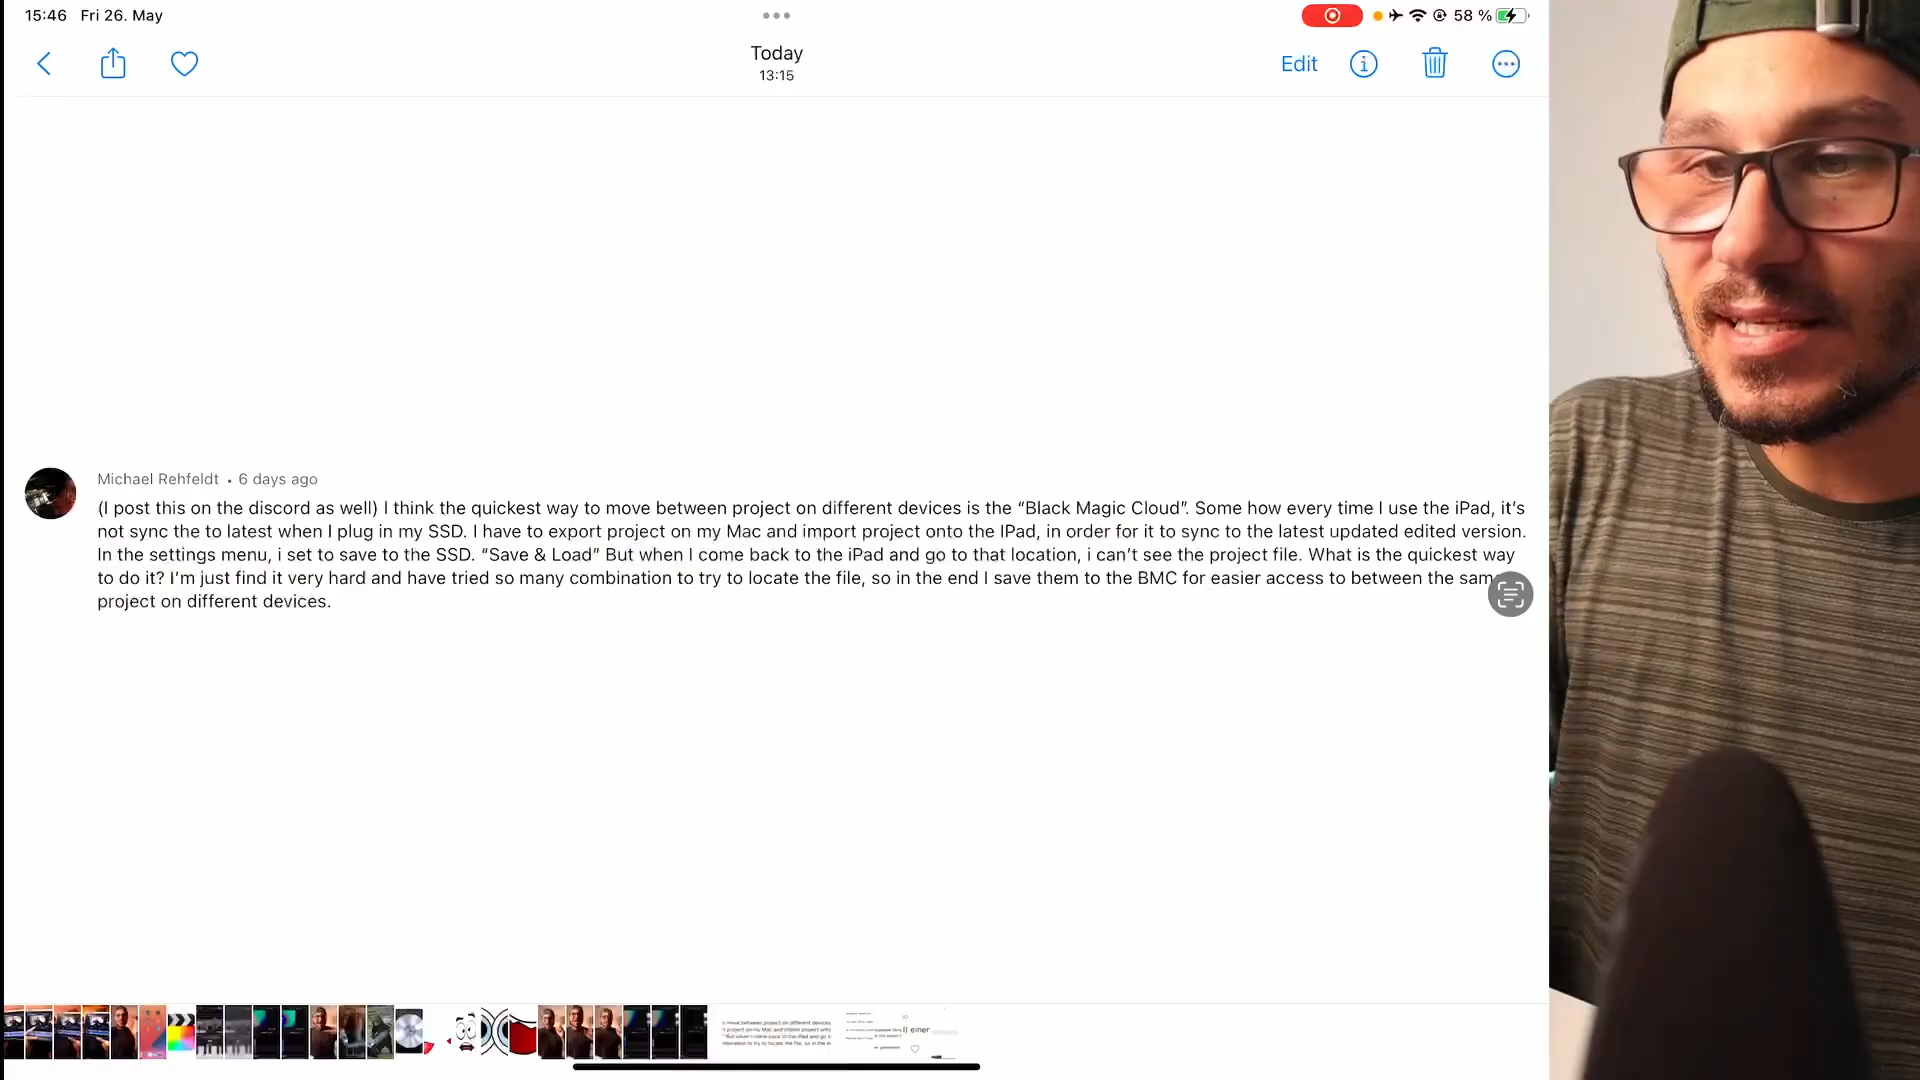 15:46 Fri 26. May
58 %
Today
13:15
Edit
Michael Rehfeldt • 6 days ago
(I post this on the discord as well) I think the quickest way to move between project on different devices is the “Black Magic Cloud”. Some how every time I use the iPad, it’s
not sync the to latest when I plug in my SSD. I have to export project on my Mac and import project onto the IPad, in order for it to sync to the latest updated edited version.
In the settings menu, i set to save to the SSD. “Save & Load” But when I come back to the iPad and go to that location, i can’t see the project file. What is the quickest way
to do it? I’m just find it very hard and have tried so many combination to try to locate the file, so in the end I save them to the BMC for easier access to between the sam
project on different devices.
einer